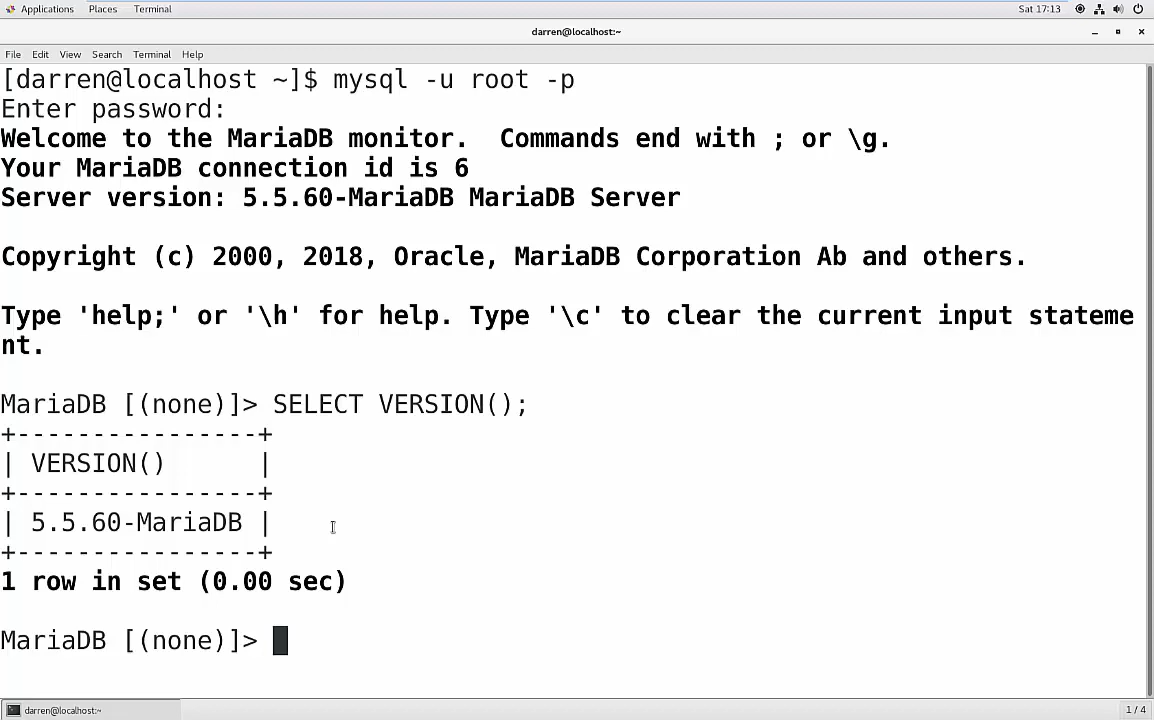 Applications Places Terminal Sat 17:13
darren@localhost:~
File Edit View Search Terminal Help
[darren@localhost ~]$ mysql -u root -p
Enter password:
Welcome to the MariaDB monitor.  Commands end with ; or \g.
Your MariaDB connection id is 6
Server version: 5.5.60-MariaDB MariaDB Server
Copyright (c) 2000, 2018, Oracle, MariaDB Corporation Ab and others.
Type 'help;' or '\h' for help. Type '\c' to clear the current input stateme
nt.
MariaDB [(none)]> SELECT VERSION();
+----------------+
| VERSION()      |
+----------------+
| 5.5.60-MariaDB |
+----------------+
1 row in set (0.00 sec)
MariaDB [(none)]>
darren@localhost:~ 1 / 4